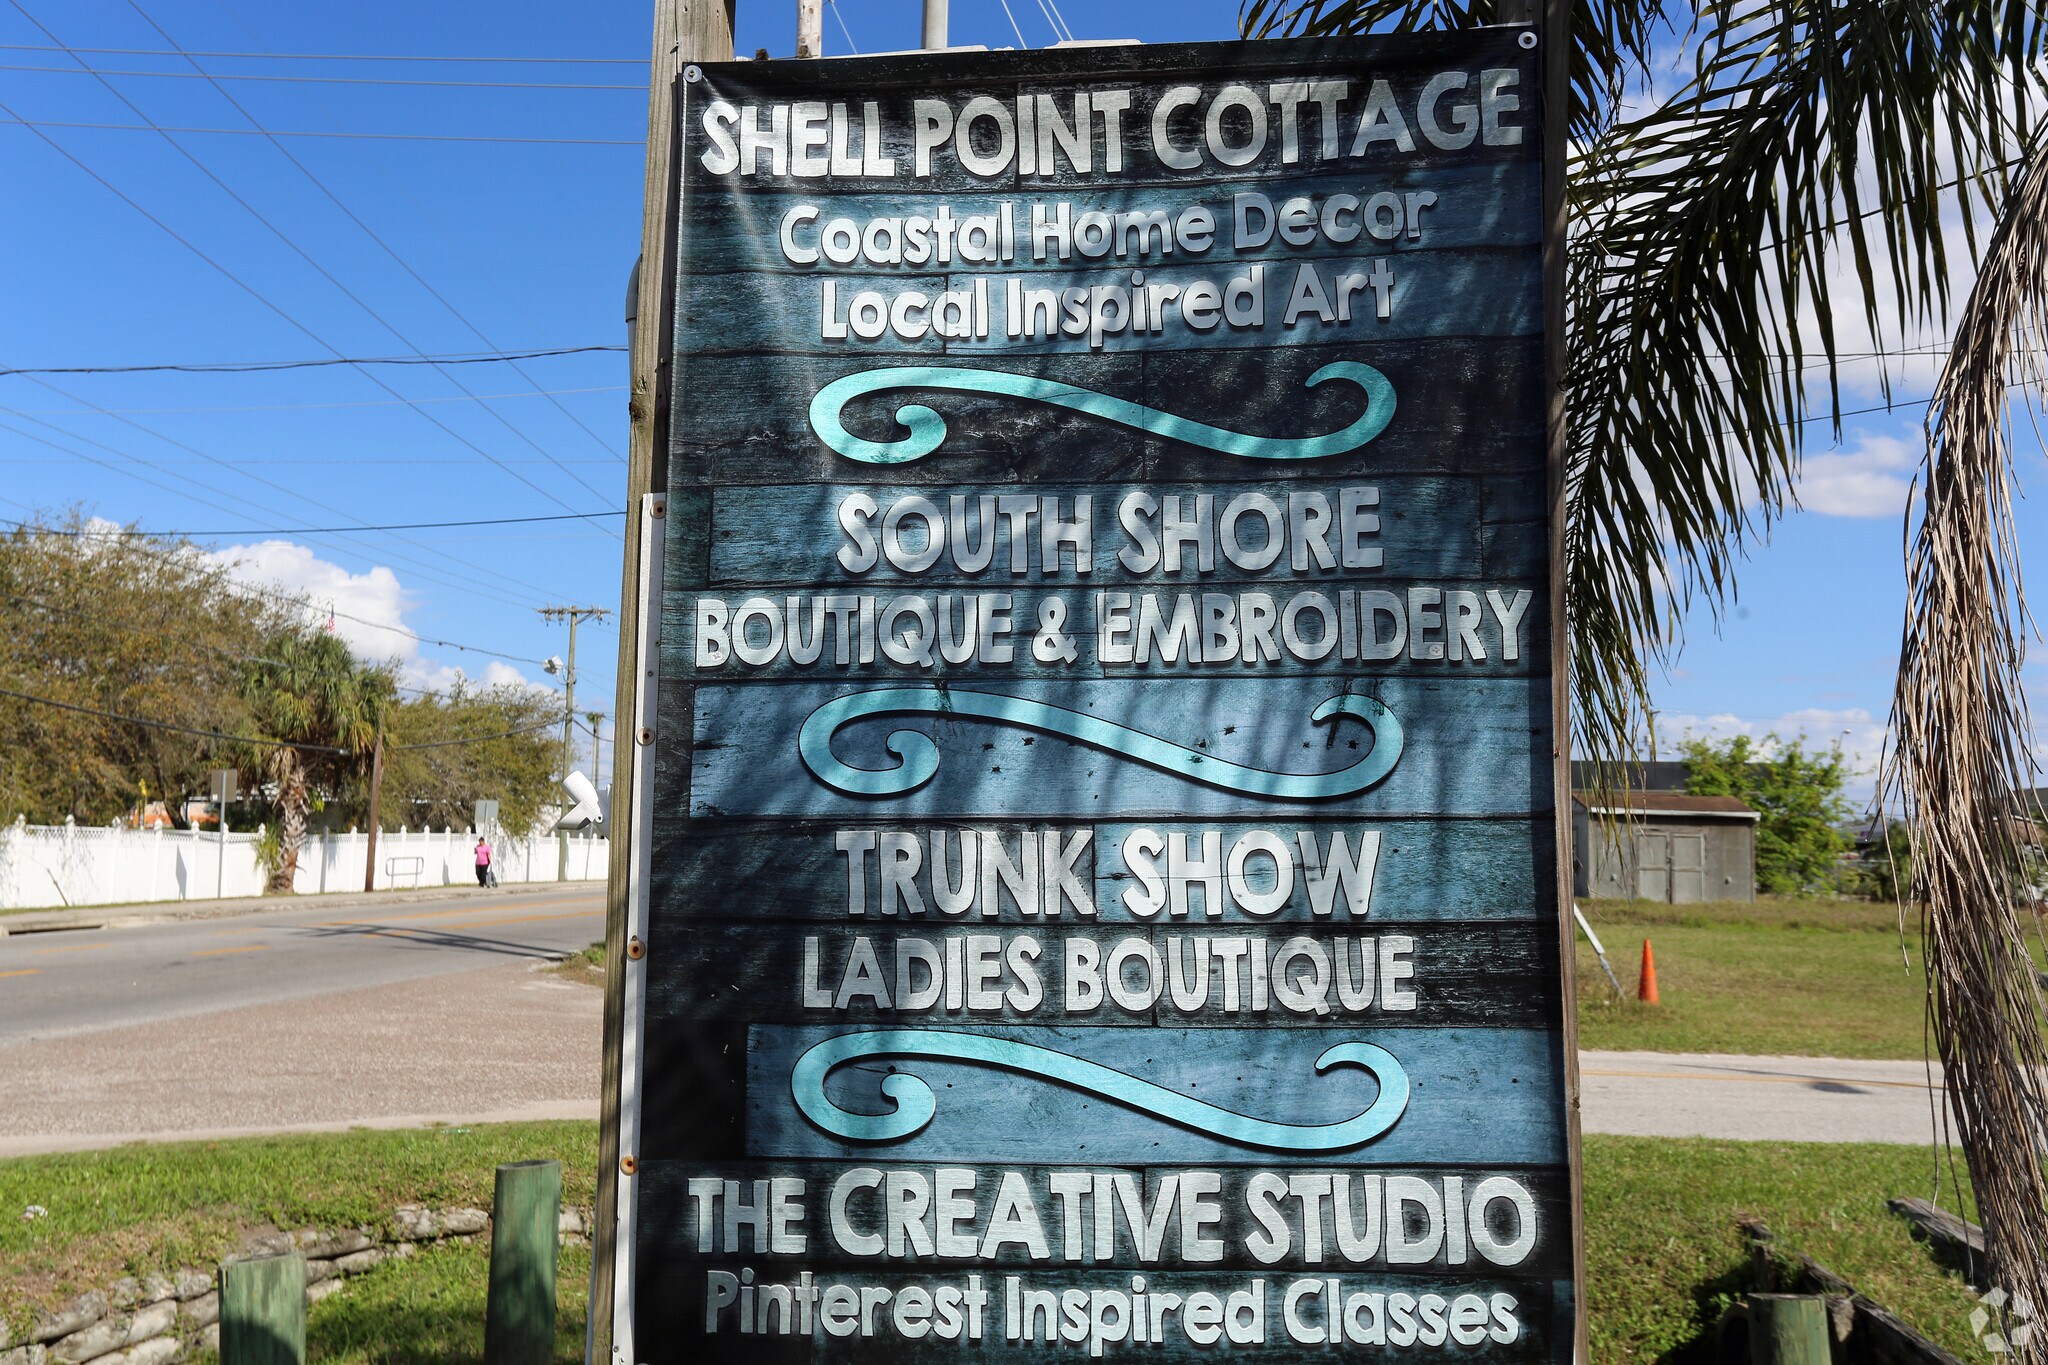 SHELL POINT COTTAGE
Coastal Home Decor
Local Inspired Art
SOUTH SHORE
BOUTIQUE & EMBROIDERY
TRUNK SHOW
LADIES BOUTIQUE
THE CREATIVE STUDIO
Pinterest Inspired Classes